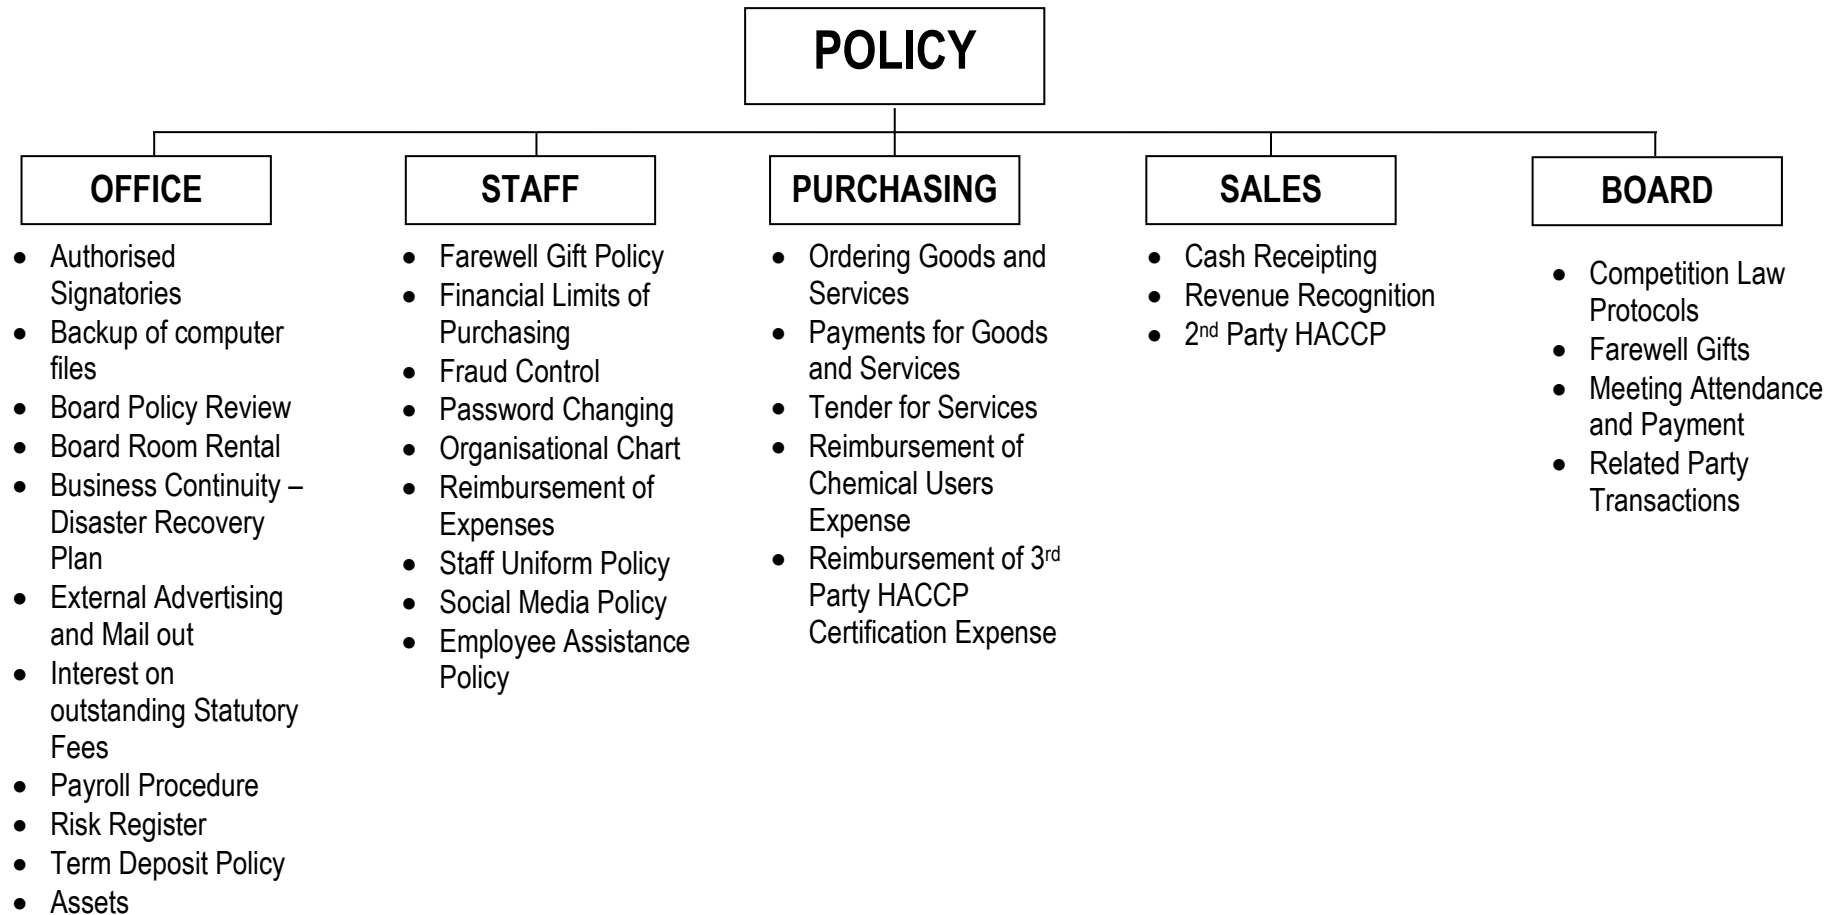 POLICY
OFFICE
• Authorised
Signatories
• Backup of computer
files
• Board Policy Review
• Board Room Rental
• Business Continuity –
Disaster Recovery
Plan
• External Advertising
and Mail out
• Interest on
outstanding Statutory
Fees
• Payroll Procedure
• Risk Register
• Term Deposit Policy
• Assets
STAFF
• Farewell Gift Policy
• Financial Limits of
Purchasing
• Fraud Control
• Password Changing
• Organisational Chart
• Reimbursement of
Expenses
• Staff Uniform Policy
• Social Media Policy
• Employee Assistance
Policy
PURCHASING
• Ordering Goods and
Services
• Payments for Goods
and Services
• Tender for Services
• Reimbursement of
Chemical Users
Expense
• Reimbursement of 3rd
Party HACCP
Certification Expense
SALES
• Cash Receipting
• Revenue Recognition
• 2nd Party HACCP
BOARD
• Competition Law
Protocols
• Farewell Gifts
• Meeting Attendance
and Payment
• Related Party
Transactions